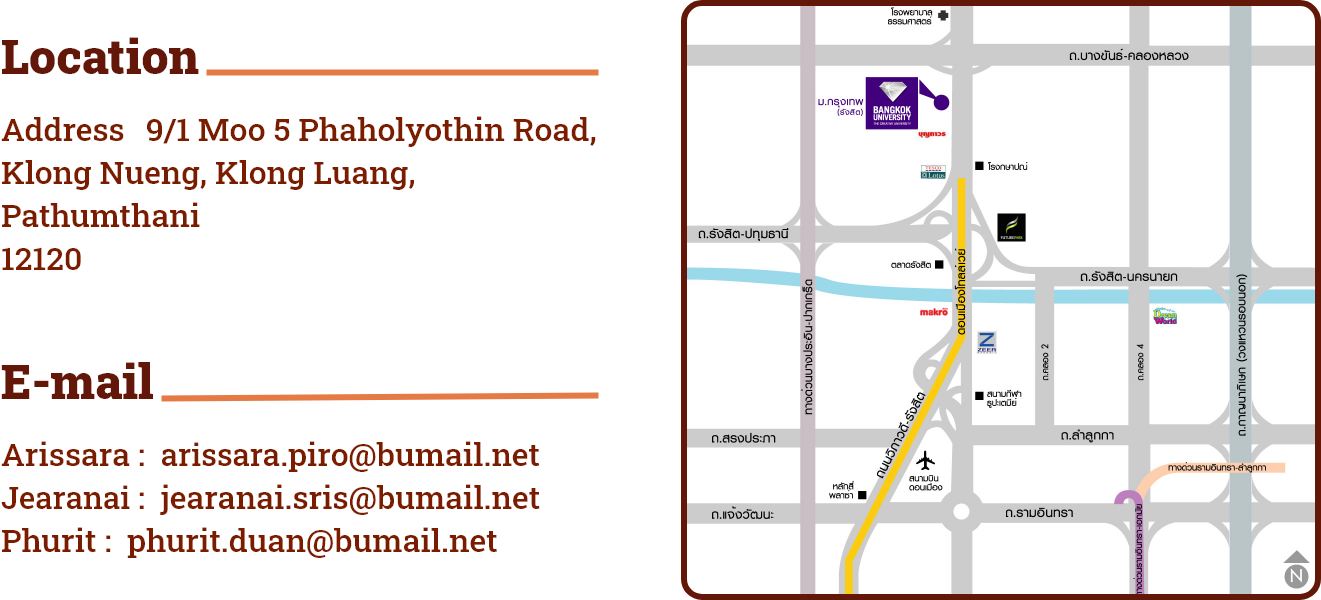 Location
Address 9/1 Moo 5 Phaholyothin Road,
Klong Nueng, Klong Luang,
Pathumthani
12120
E-mail
Arissara : arissara.piro@bumail.net
Jearanai : jearanai.sris@bumail.net
Phurit : phurit.duan@bumail.net
โรงพยาบาล
ธรรมศาสตร์
ถ.บางขันธ์-คลองหลวง
ม.กรุงเทพ
(รังสิต)
BANGKOK
UNIVERSITY
THE CREATIVE UNIVERSITY
บุญถาวร
TESCO
Lotus
โรงกษาปณ์
FUTUREPARK
ถ.รังสิต-ปทุมธานี
ตลาดรังสิต
ดอนเมืองโทลล์เวย์
ถ.รังสิต-นครนายก
ทางด่วนบางปะอิน-ปากเกร็ด
makro
Dream
World
Z
ZEER
ถ.คลอง 2
ถ.คลอง 4
ถ.กาญจนาภิเษก (วงแหวนรอบนอก)
สนามกีฬา
ธูปะเตมีย์
ถนนวิภาวดี-รังสิต
ถ.สรงประภา
ถ.ลำลูกกา
สนามบิน
ดอนเมือง
ทางด่วนรามอินทรา-ลำลูกกา
หลักสี่
พลาซา
ถ.แจ้งวัฒนะ
ถ.รามอินทรา
ทางด่วนรามอินทรา-เอกมัย
N